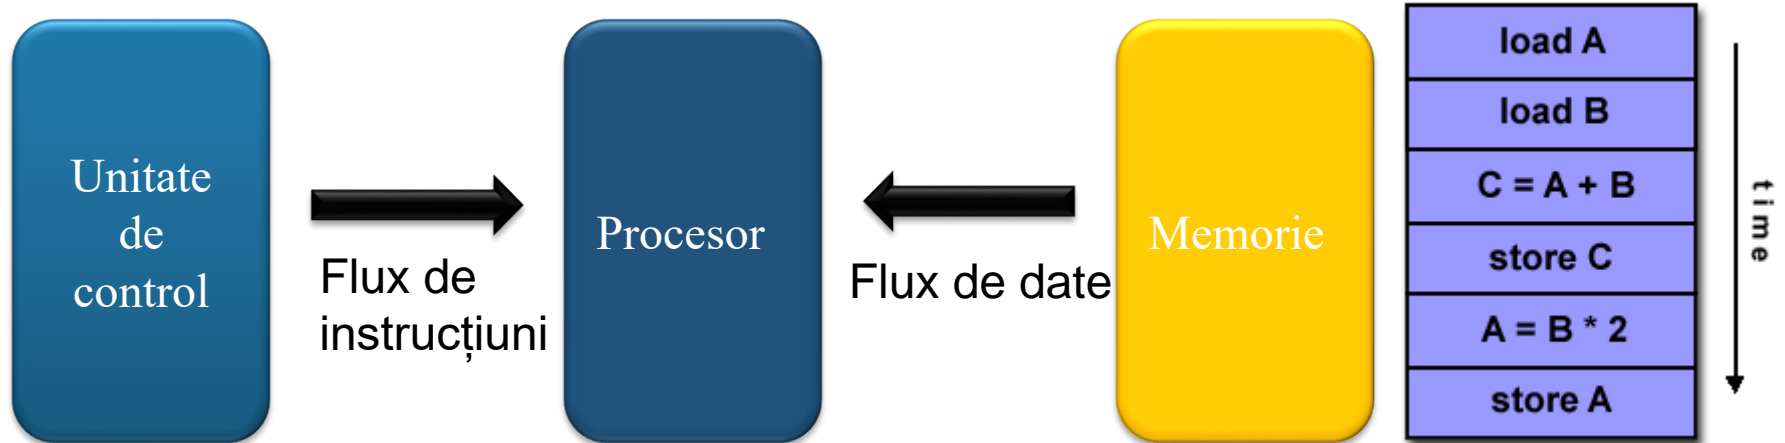 Unitate
de
control
Flux de
instrucțiuni
Procesor
Flux de date
Memorie
load A
load B
C = A + B
store C
A = B * 2
store A
time